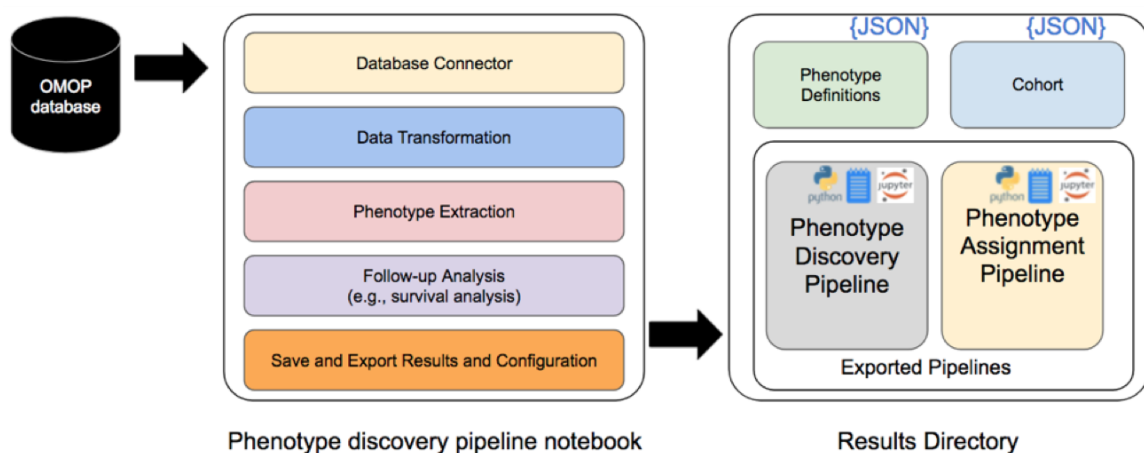 OMOP
database
Database Connector
Data Transformation
Phenotype Extraction
Follow-up Analysis
(e.g., survival analysis)
Save and Export Results and Configuration
Phenotype discovery pipeline notebook
{JSON}
{JSON}
Phenotype
Definitions
Cohort
python
jupyter
Phenotype
Discovery
Pipeline
python
jupyter
Phenotype
Assignment
Pipeline
Exported Pipelines
Results Directory